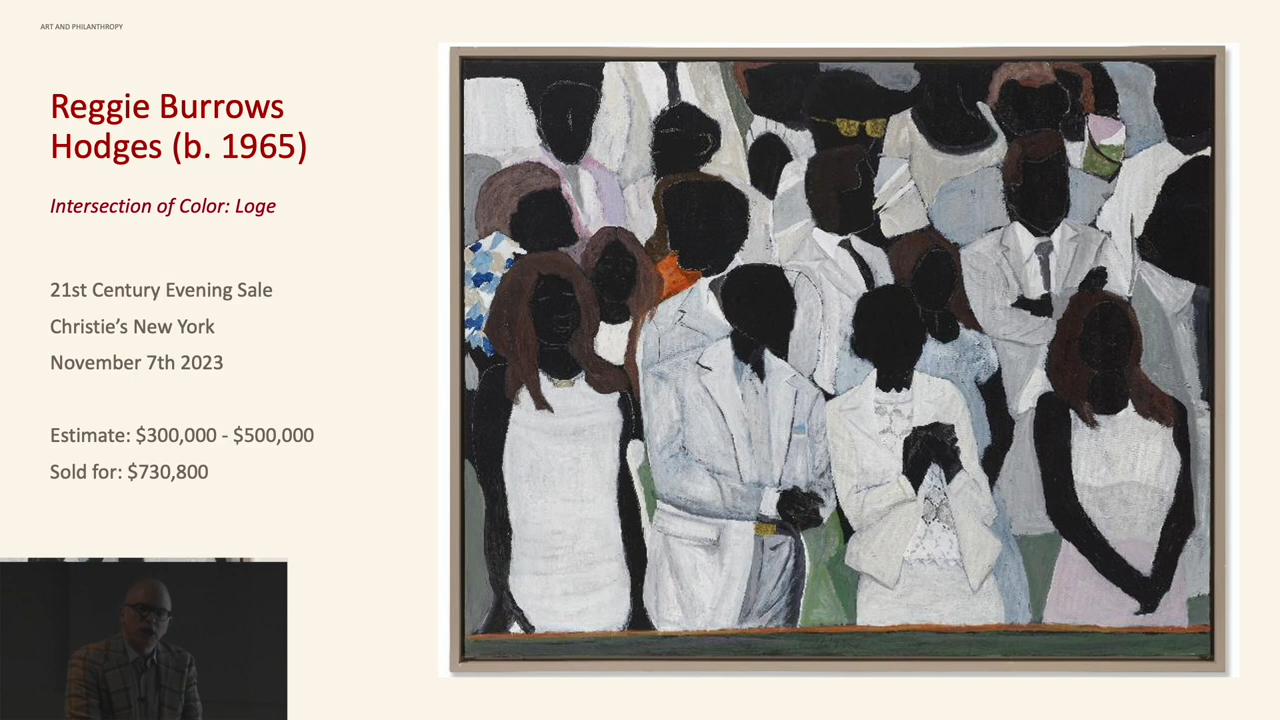 ART AND PHILANTHROPY
Reggie Burrows
Hodges (b. 1965)
Intersection of Color: Loge
21st Century Evening Sale
Christie’s New York
November 7th 2023
Estimate: $300,000 - $500,000
Sold for: $730,800